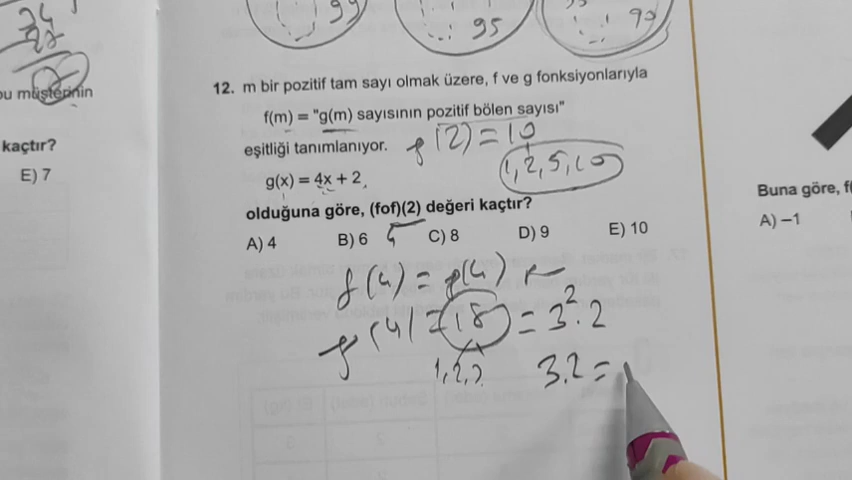 24
99
95
bu müşterinin
kaçtır?
E) 7
12. m bir pozitif tam sayı olmak üzere, f ve g fonksiyonlarıyla
f(m) = "g(m) sayısının pozitif bölen sayısı"
eşitliği tanımlanıyor.
g(2) = 10
1, 2, 5, 10
g(x) = 4x + 2,
olduğuna göre, (fof)(2) değeri kaçtır?
4
A) 4 B) 6 C) 8 D) 9 E) 10
f(4) = g(4)
g(4) = 18 = 3².2
1, 2, 3
3.2 =
Buna göre, f(
A) –1